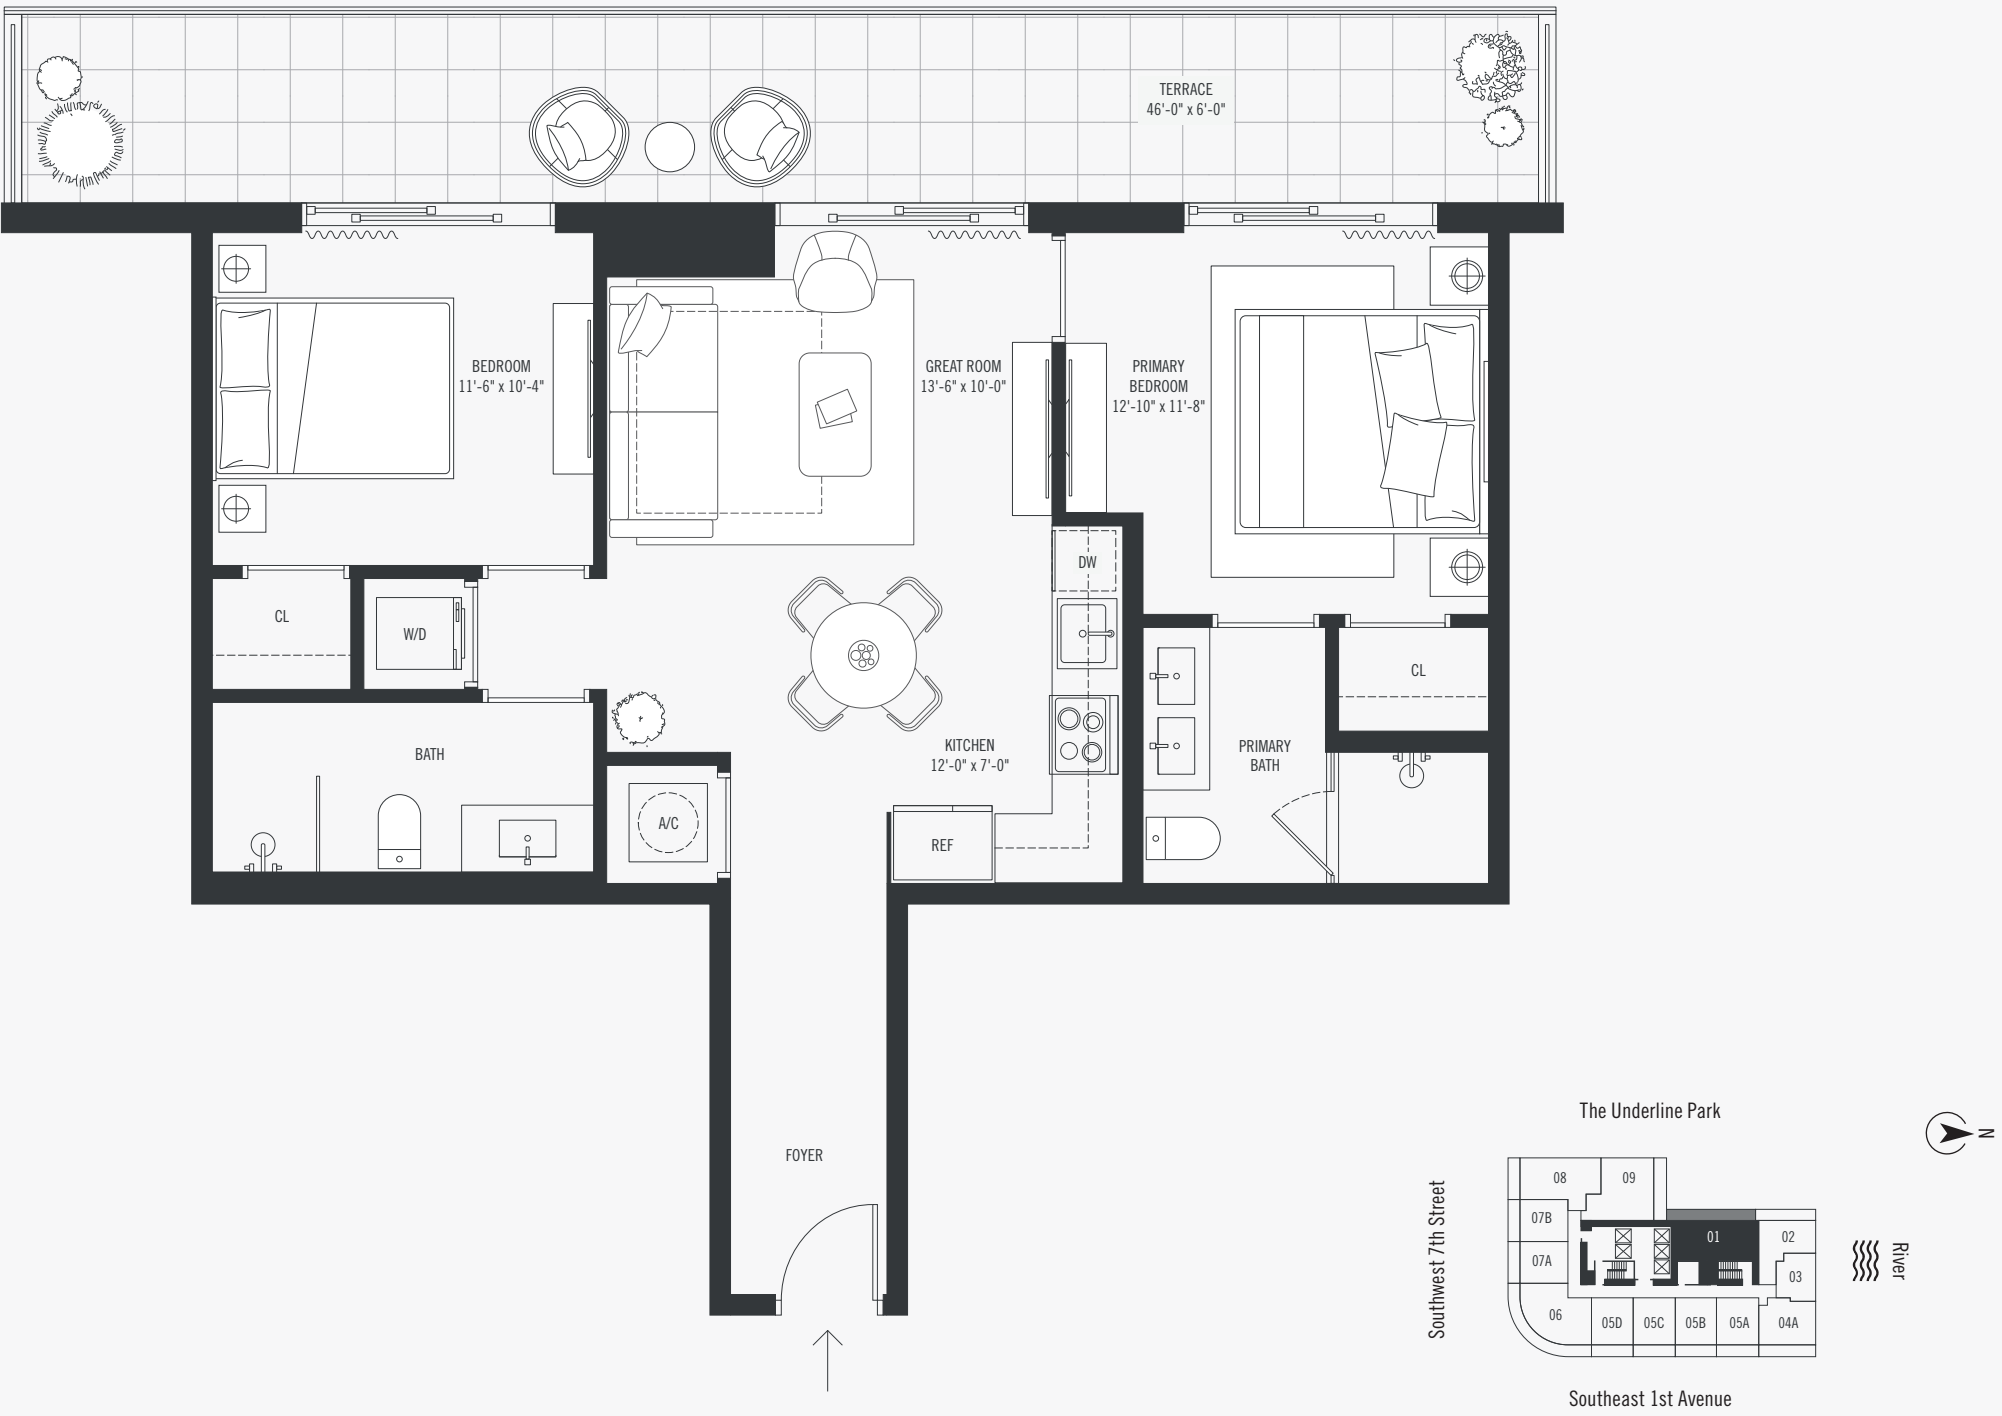 TERRACE
46'-0" x 6'-0"
BEDROOM
11'-6" x 10'-4"
GREAT ROOM
13'-6" x 10'-0"
PRIMARY
BEDROOM
12'-10" x 11'-8"
DW
CL
W/D
CL
BATH
KITCHEN
12'-0" x 7'-0"
PRIMARY
BATH
A/C
REF
FOYER
The Underline Park
N
Southwest 7th Street
08
09
07B
01
02
07A
03
06
05D
05C
05B
05A
04A
River
Southeast 1st Avenue